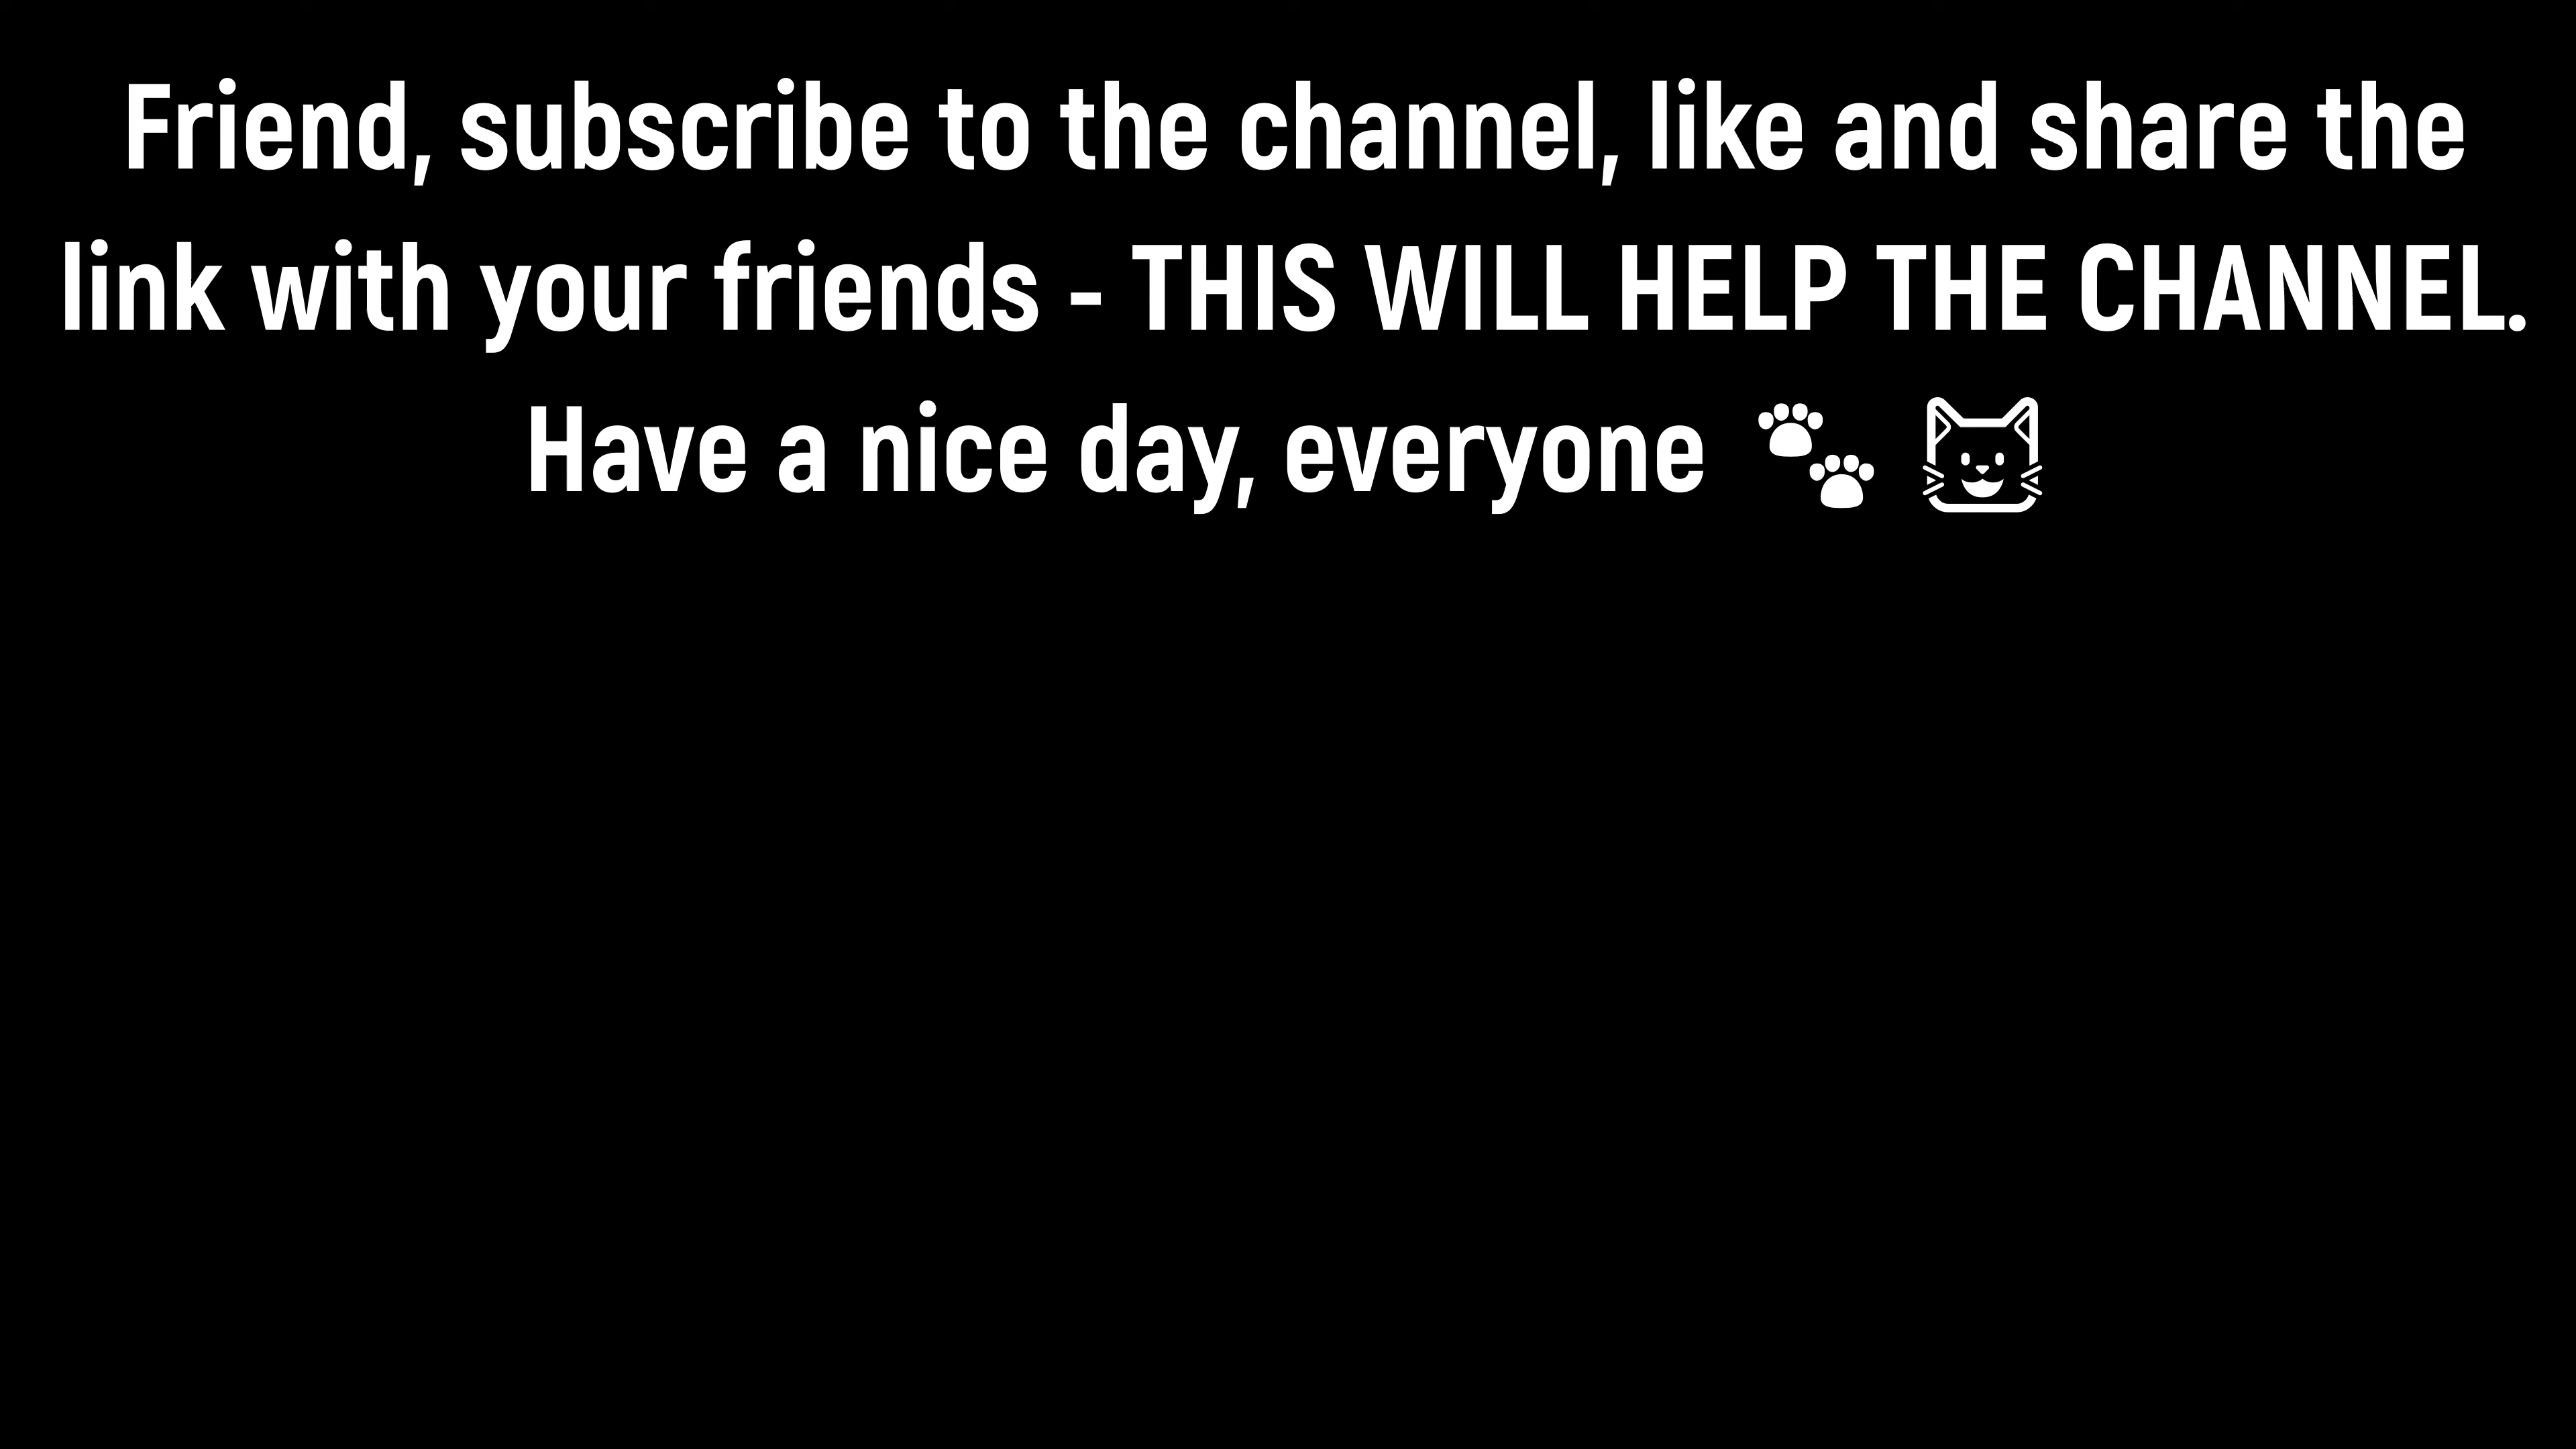 Friend, subscribe to the channel, like and share the
link with your friends - THIS WILL HELP THE CHANNEL.
Have a nice day, everyone 🐾 😺